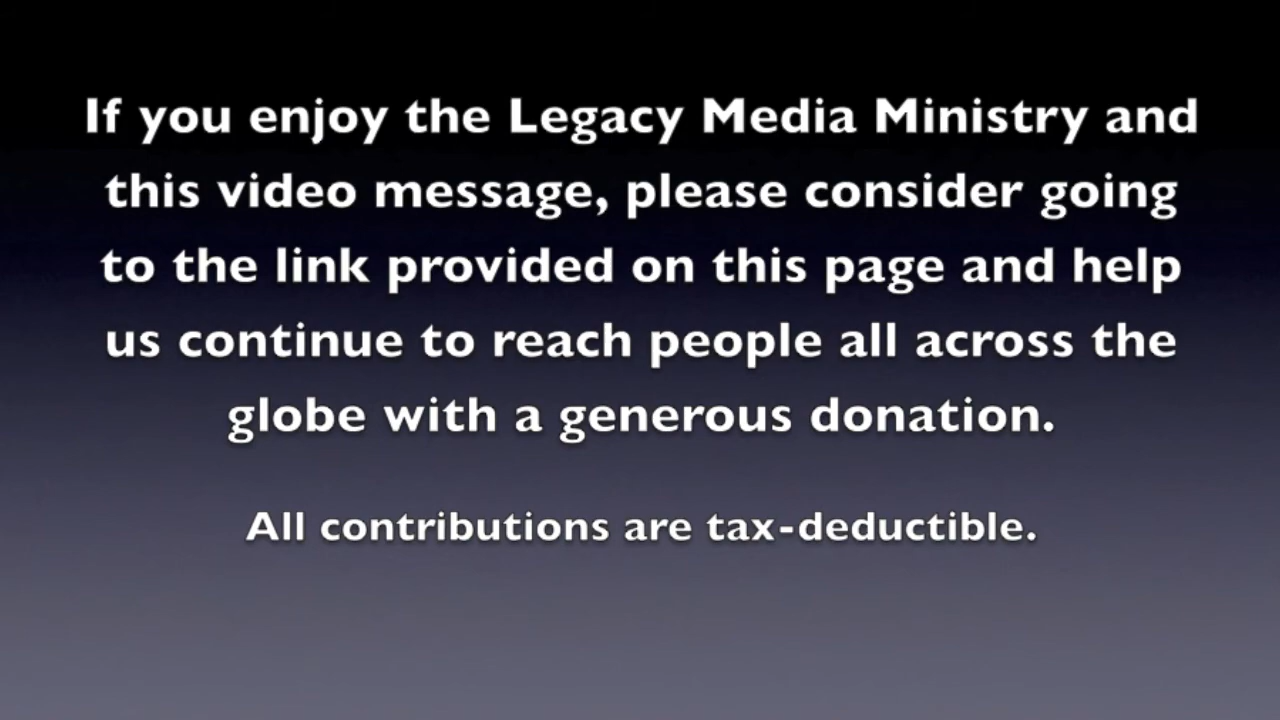 If you enjoy the Legacy Media Ministry and
this video message, please consider going
to the link provided on this page and help
us continue to reach people all across the
globe with a generous donation.
All contributions are tax-deductible.